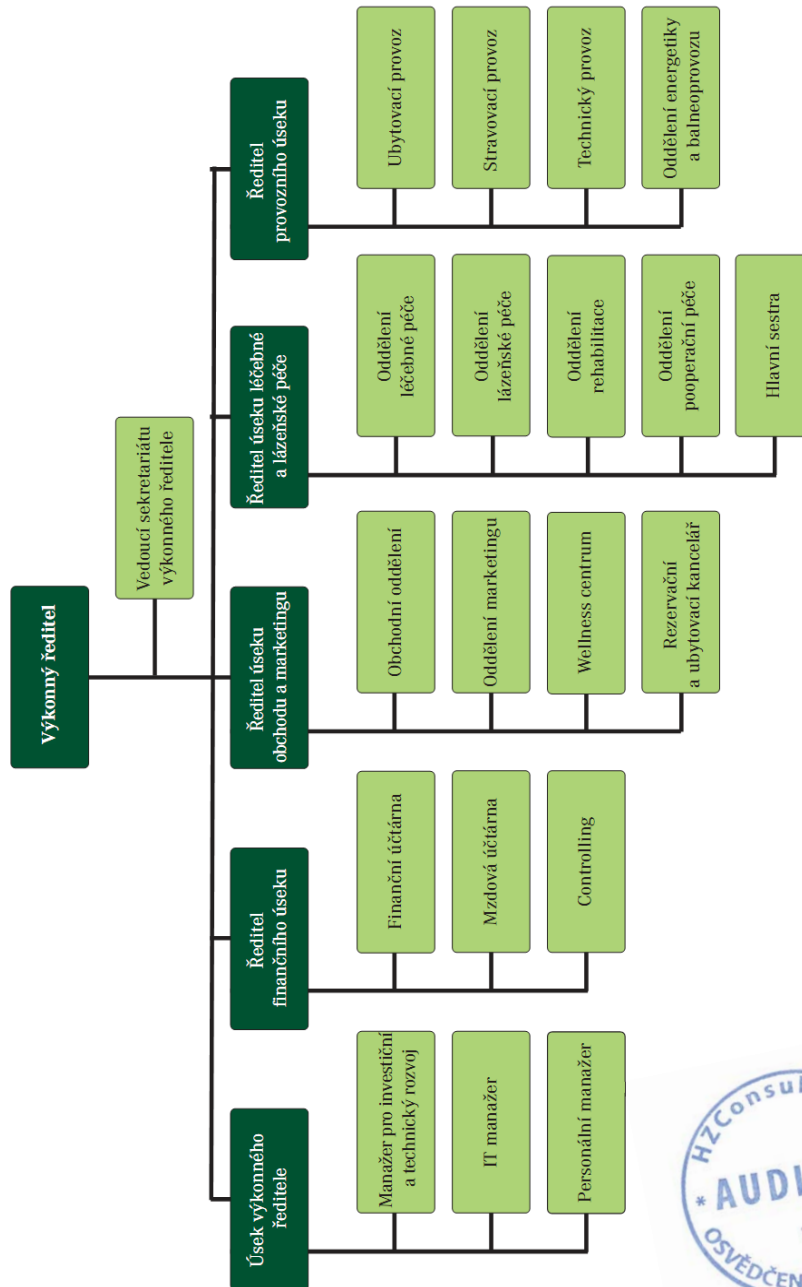 Výkonný ředitel
Vedoucí sekretariátu
výkonného ředitele
Úsek výkonného
ředitele
Manažer pro investiční
a technický rozvoj
IT manažer
Personální manažer
Ředitel
finančního úseku
Finanční účtárna
Mzdová účtárna
Controlling
Ředitel úseku
obchodu a marketingu
Obchodní oddělení
Oddělení marketingu
Wellness centrum
Rezervační
a ubytovací kancelář
Ředitel úseku léčebné
a lázeňské péče
Oddělení
léčebné péče
Oddělení
lázeňské péče
Oddělení
rehabilitace
Oddělení
pooperační péče
Hlavní sestra
Ředitel
provozního úseku
Ubytovací provoz
Stravovací provoz
Technický provoz
Oddělení energetiky
a balneoprovozu
HZConsul
* AUDI
OSVĚDČEN